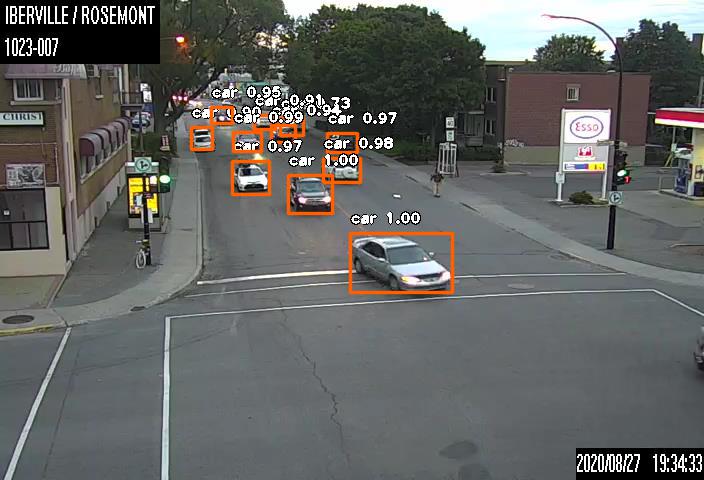 IBERVILLE / ROSEMONT
1023-007
car 0.95
car 0.99
car 0.97
car 0.97
car 0.98
car 1.00
car 1.00
CHRIST
Esso
2020/08/27 19:34:33